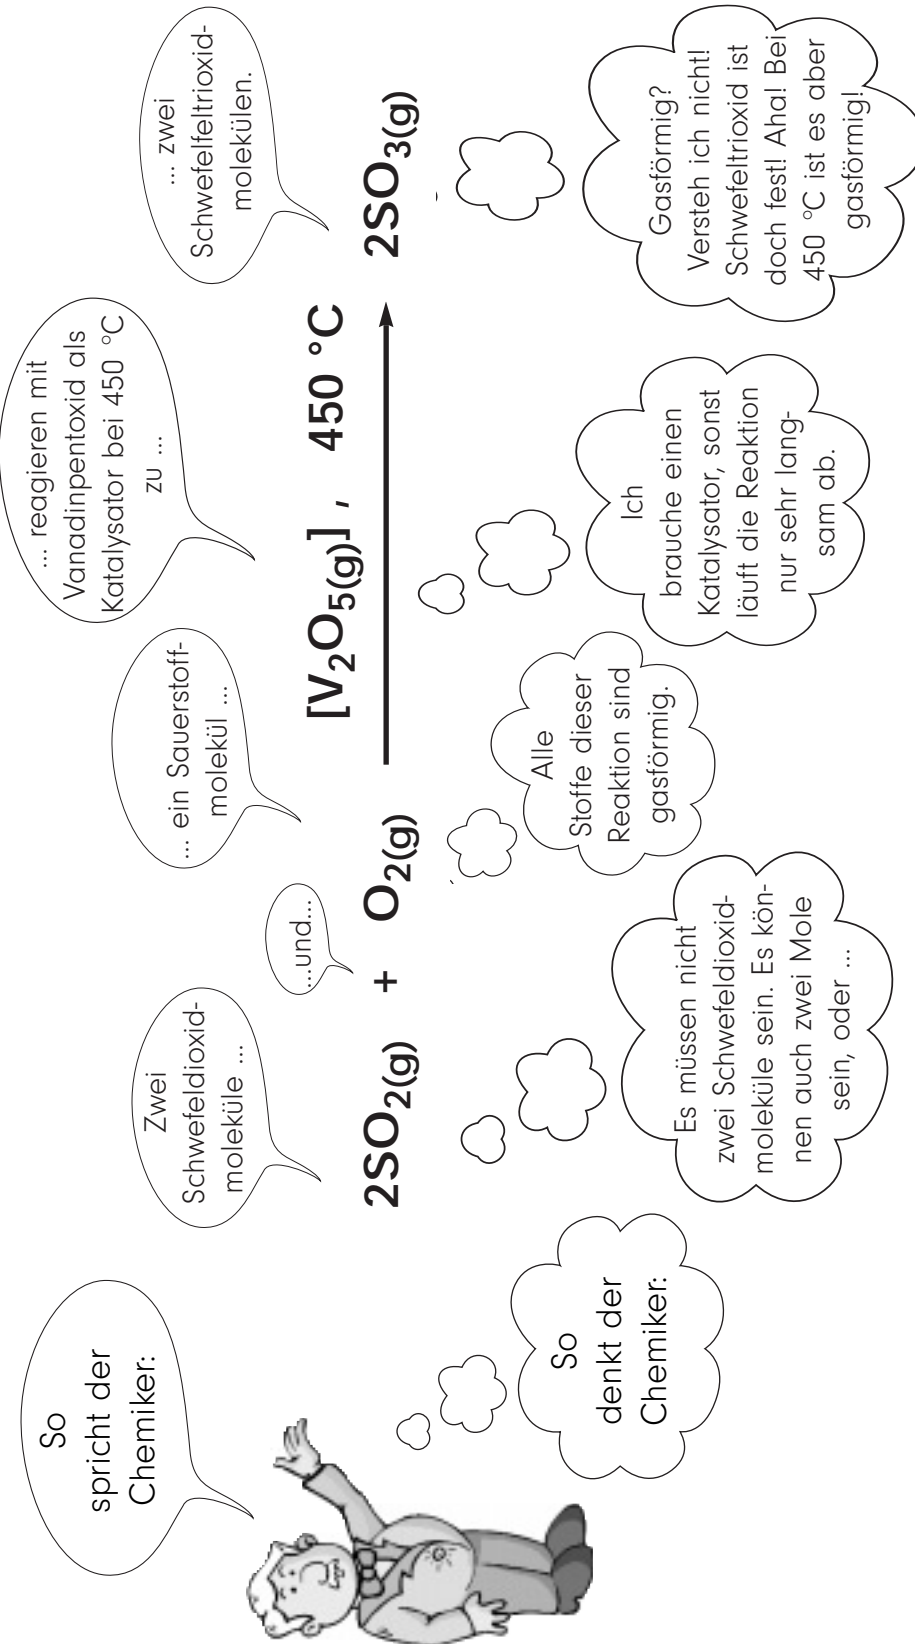 So
spricht der
Chemiker:
Zwei
Schwefeldioxid-
moleküle ...
...und...
... ein Sauerstoff-
molekül ...
... reagieren mit
Vanadinpentoxid als
Katalysator bei 450 °C
zu ...
... zwei
Schwefelfeltrioxid-
molekülen.
2SO2(g) + O2(g) [V2O5(g)] , 450 °C 2SO3(g)
So
denkt der
Chemiker:
Es müssen nicht
zwei Schwefeldioxid-
moleküle sein. Es kön-
nen auch zwei Mole
sein, oder ...
Alle
Stoffe dieser
Reaktion sind
gasförmig.
Ich
brauche einen
Katalysator, sonst
läuft die Reaktion
nur sehr lang-
sam ab.
Gasförmig?
Versteh ich nicht!
Schwefeltrioxid ist
doch fest! Aha! Bei
450 °C ist es aber
gasförmig!